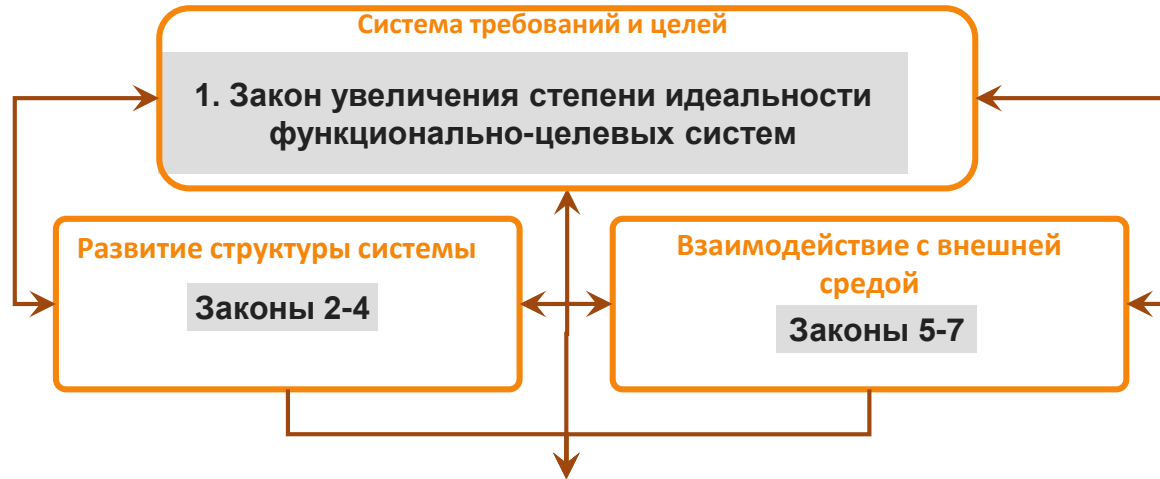 Система требований и целей
1. Закон увеличения степени идеальности
функционально-целевых систем
Развитие структуры системы
Законы 2-4
Взаимодействие с внешней
средой
Законы 5-7